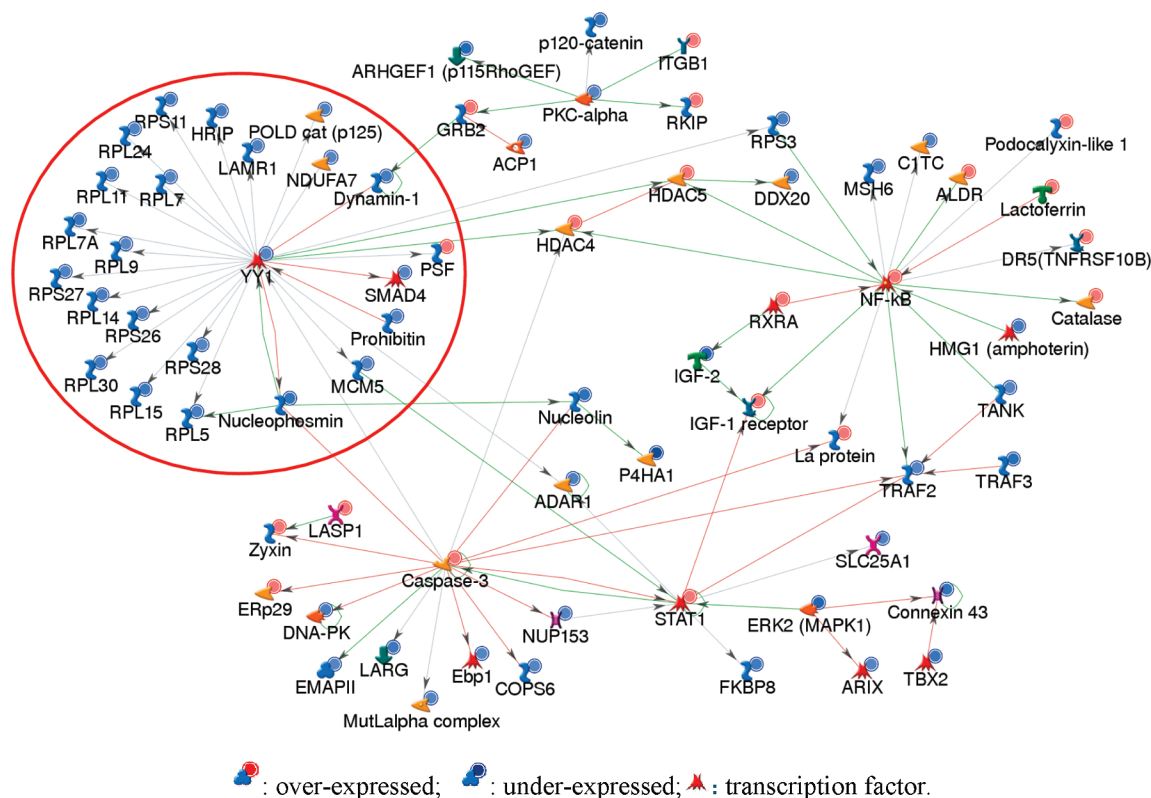 p120-catenin
ARHGEF1 (p115RhoGEF)
ITGB1
PKC-alpha
RKIP
GRB2
ACP1
RPS11
HRIP
POLD cat (p125)
RPL24
LAMR1
NDUFA7
RPL11
RPL7
Dynamin-1
RPS3
C1TC
Podocalyxin-like 1
MSH6
ALDR
HDAC5
DDX20
Lactoferrin
RPL7A
RPL9
HDAC4
YY1
PSF
DR5(TNFRSF10B)
RPS27
SMAD4
NF-kB
RPL14
RPS26
Prohibitin
RXRA
Catalase
HMG1 (amphoterin)
RPS28
RPL30
MCM5
IGF-2
RPL15
RPL5
Nucleophosmin
Nucleolin
IGF-1 receptor
TANK
La protein
P4HA1
ADAR1
TRAF2
TRAF3
LASP1
Zyxin
SLC25A1
Caspase-3
ERp29
DNA-PK
NUP153
STAT1
ERK2 (MAPK1)
Connexin 43
EMAPII
LARG
Ebp1
COPS6
FKBP8
ARIX
TBX2
MutLalpha complex
: over-expressed; : under-expressed; : transcription factor.